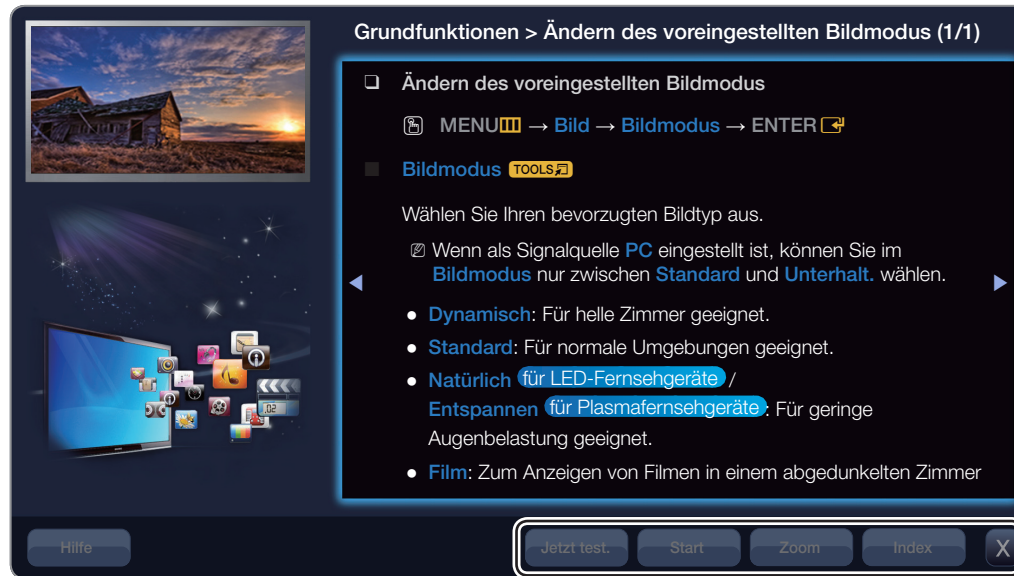 Grundfunktionen > Ändern des voreingestellten Bildmodus (1/1)
❑ Ändern des voreingestellten Bildmodus
MENU → Bild → Bildmodus → ENTER
■ Bildmodus TOOLS
Wählen Sie Ihren bevorzugten Bildtyp aus.
Wenn als Signalquelle PC eingestellt ist, können Sie im
Bildmodus nur zwischen Standard und Unterhalt. wählen.
● Dynamisch: Für helle Zimmer geeignet.
● Standard: Für normale Umgebungen geeignet.
● Natürlich für LED-Fernsehgeräte /
Entspannen für Plasmafernsehgeräte: Für geringe
Augenbelastung geeignet.
● Film: Zum Anzeigen von Filmen in einem abgedunkelten Zimmer
Hilfe Jetzt test. Start Zoom Index X